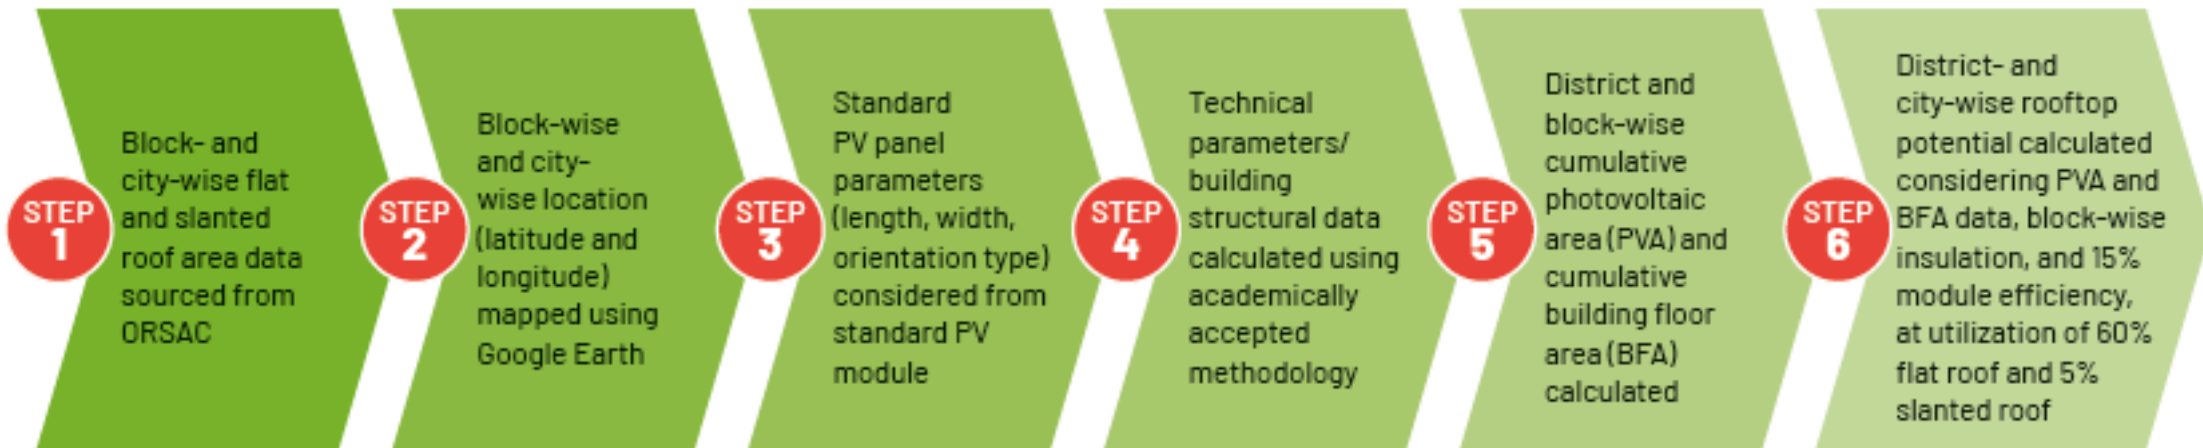 STEP
1
Block- and
city-wise flat
and slanted
roof area data
sourced from
ORSAC
STEP
2
Block-wise
and city-
wise location
(latitude and
longitude)
mapped using
Google Earth
STEP
3
Standard
PV panel
parameters
(length, width,
orientation type)
considered from
standard PV
module
STEP
4
Technical
parameters/
building
structural data
calculated using
academically
accepted
methodology
STEP
5
District and
block-wise
cumulative
photovoltaic
area (PVA) and
cumulative
building floor
area (BFA)
calculated
STEP
6
District- and
city-wise rooftop
potential calculated
considering PVA and
BFA data, block-wise
insulation, and 15%
module efficiency,
at utilization of 60%
flat roof and 5%
slanted roof